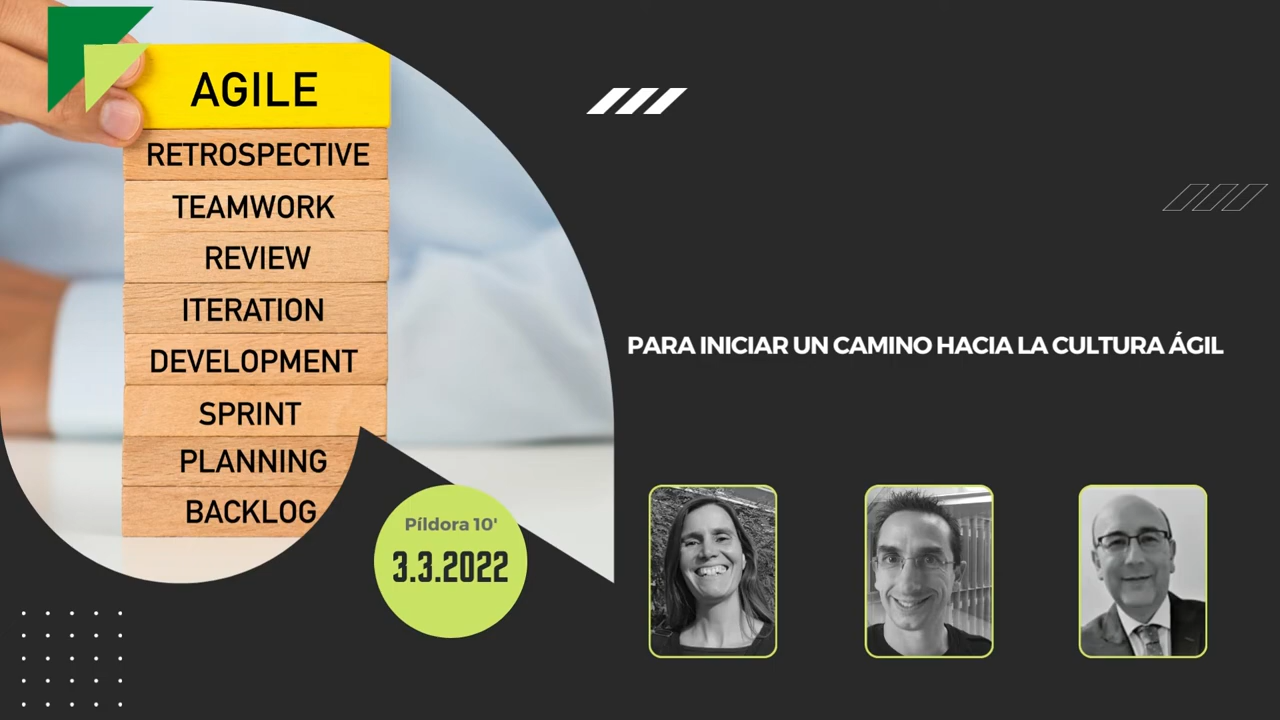 AGILE
RETROSPECTIVE
TEAMWORK
REVIEW
ITERATION
DEVELOPMENT
SPRINT
PLANNING
BACKLOG
PARA INICIAR UN CAMINO HACIA LA CULTURA ÁGIL
Píldora 10'
3.3.2022